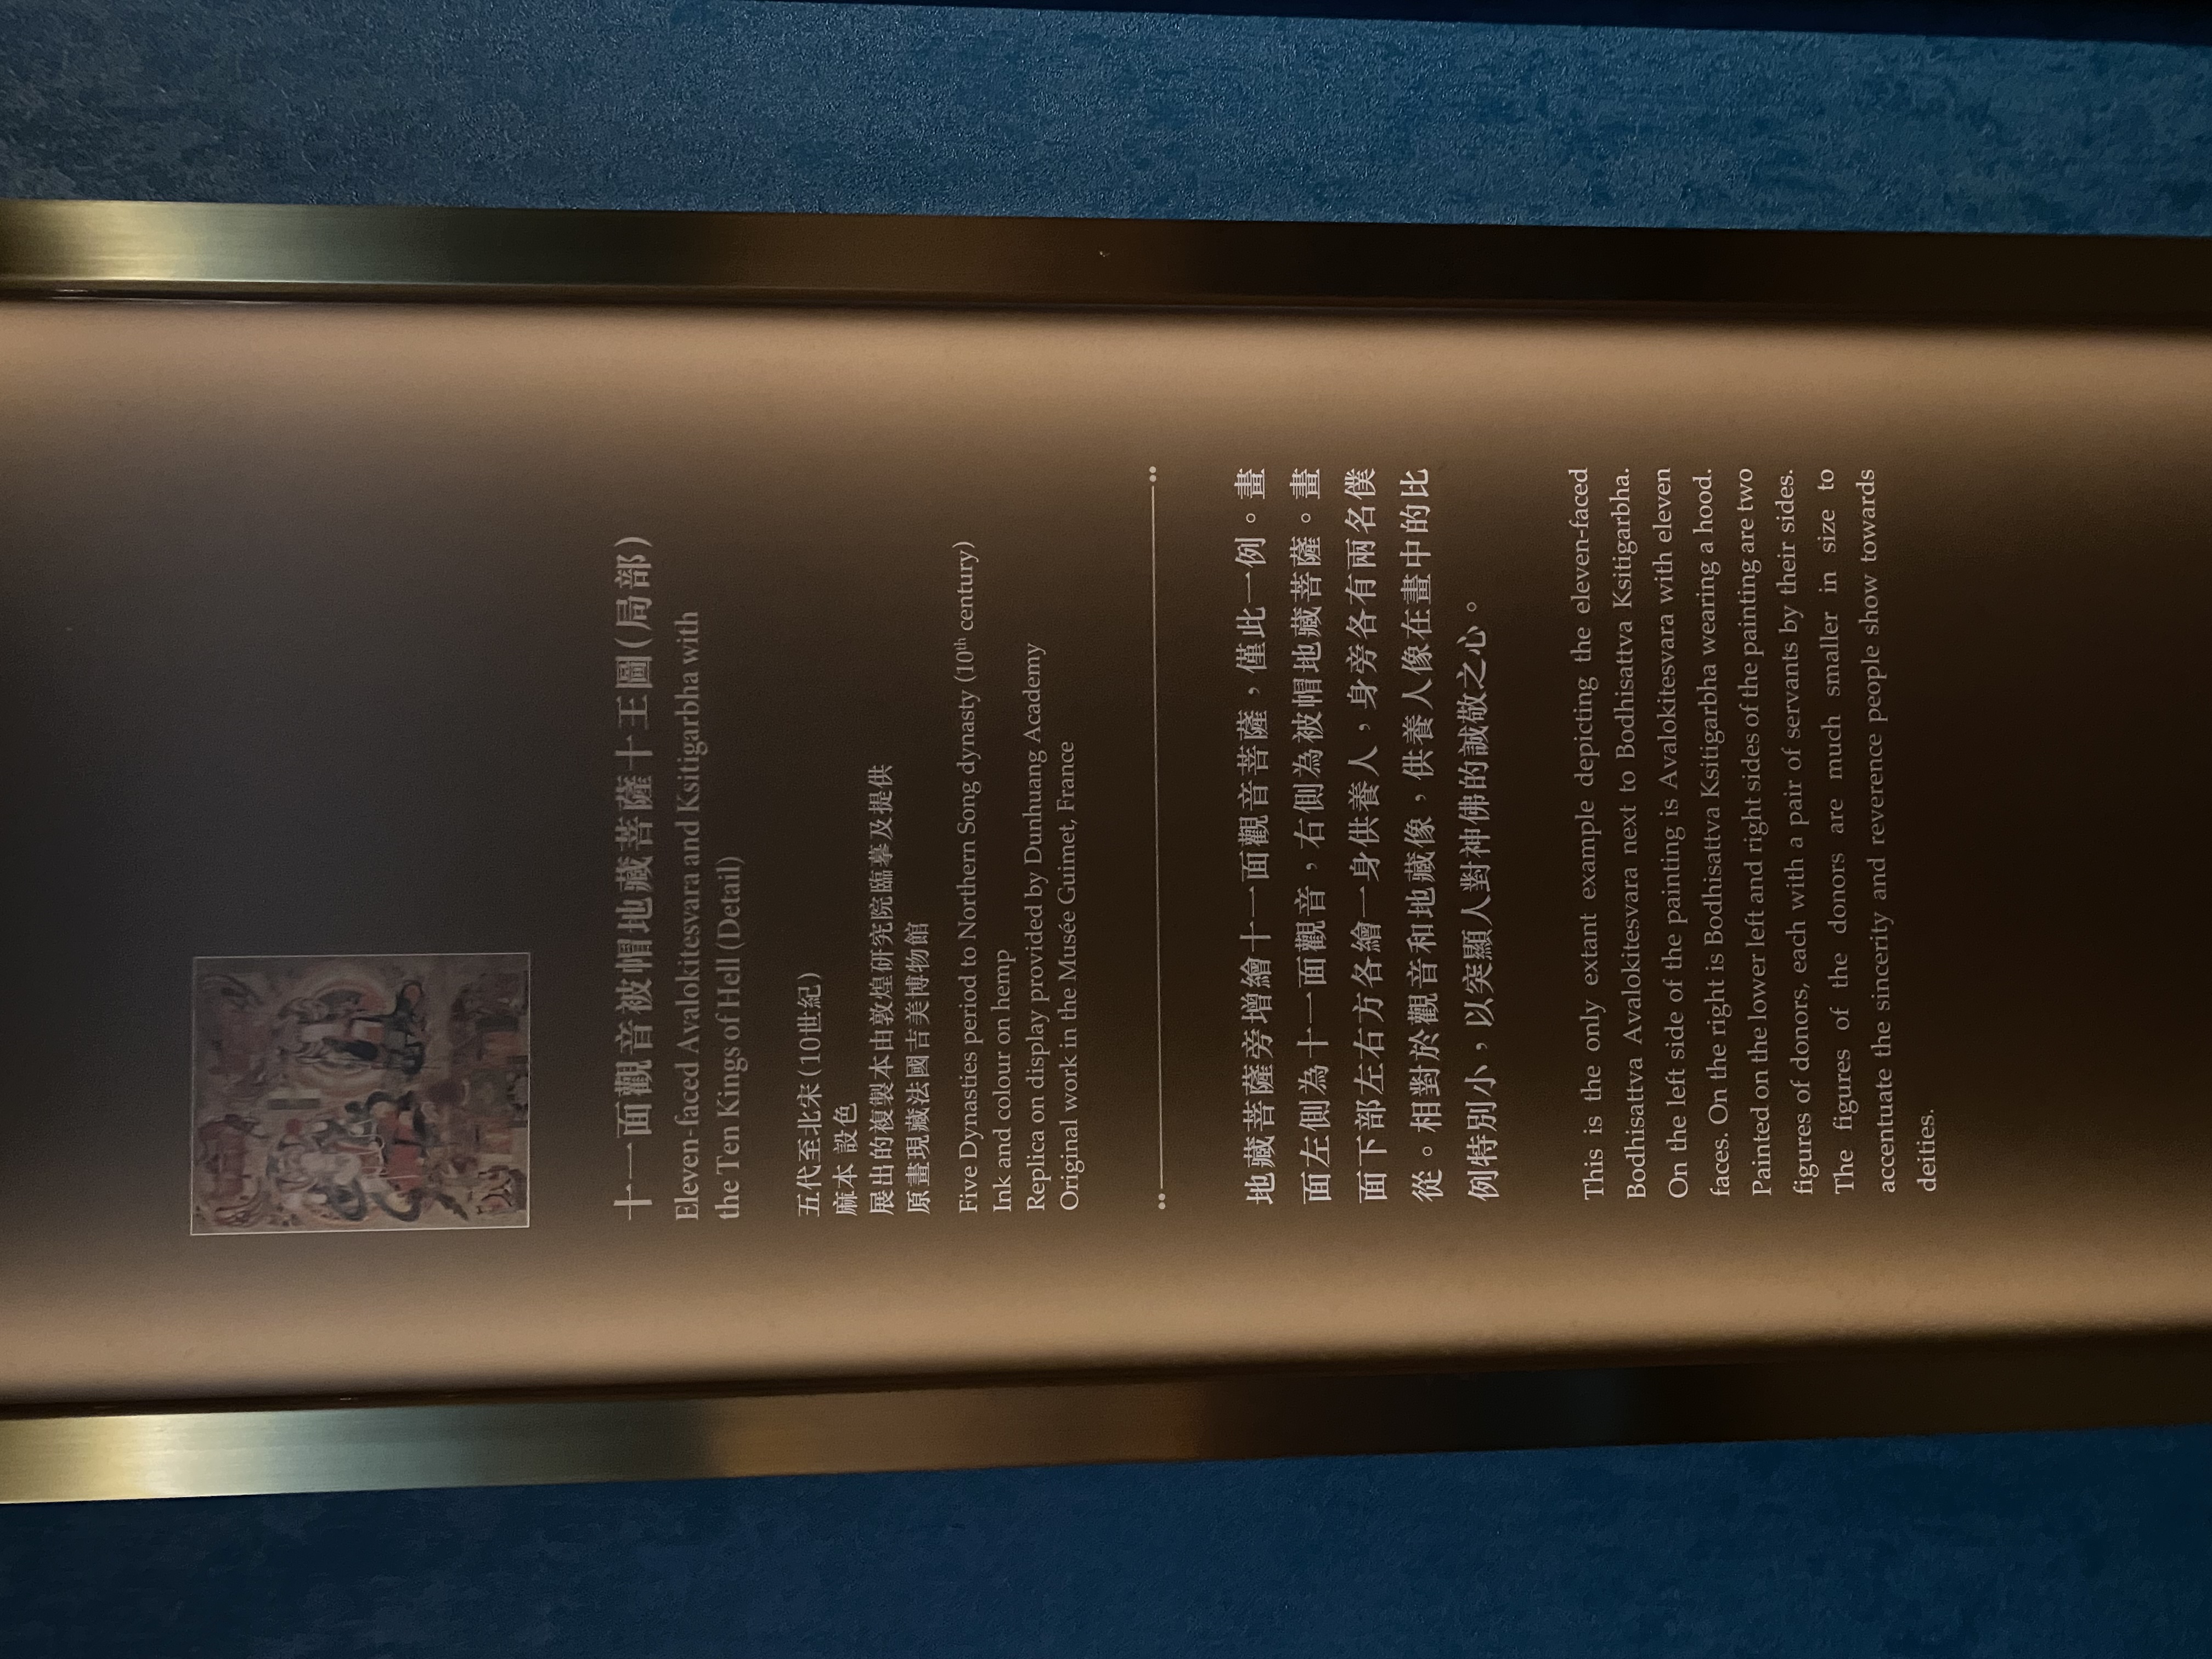 十一面觀音被帽地藏菩薩十王圖(局部)
Eleven-faced Avalokitesvara and Ksitigarbha with
the Ten Kings of Hell (Detail)
五代至北宋(10世紀)
麻本 設色
展出的複製本由敦煌研究院臨摹及提供
原畫現藏法國吉美博物館
Five Dynasties period to Northern Song dynasty (10th century)
Ink and colour on hemp
Replica on display provided by Dunhuang Academy
Original work in the Musée Guimet, France
地藏菩薩旁增繪十一面觀音菩薩,僅此一例。畫
面左側為十一面觀音,右側為被帽地藏菩薩。畫
面下部左右方各繪一身供養人,身旁各有兩名僕
從。相對於觀音和地藏像,供養人像在畫中的比
例特別小,以突顯人對神佛的誠敬之心。
This is the only extant example depicting the eleven-faced
Bodhisattva Avalokitesvara next to Bodhisattva Ksitigarbha.
On the left side of the painting is Avalokitesvara with eleven
faces. On the right is Bodhisattva Ksitigarbha wearing a hood.
Painted on the lower left and right sides of the painting are two
figures of donors, each with a pair of servants by their sides.
The figures of the donors are much smaller in size to
accentuate the sincerity and reverence people show towards
deities.